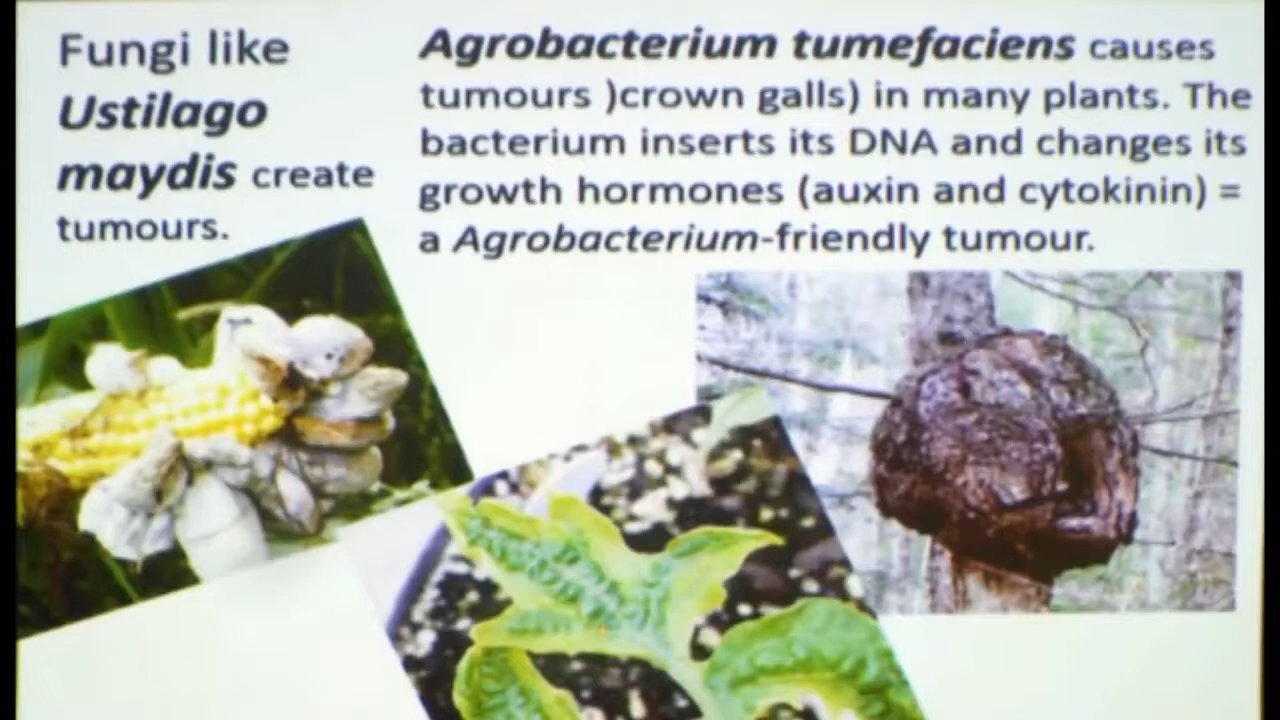 Fungi like
Ustilago
maydis create
tumours.
Agrobacterium tumefaciens causes
tumours )crown galls) in many plants. The
bacterium inserts its DNA and changes its
growth hormones (auxin and cytokinin) =
a Agrobacterium-friendly tumour.